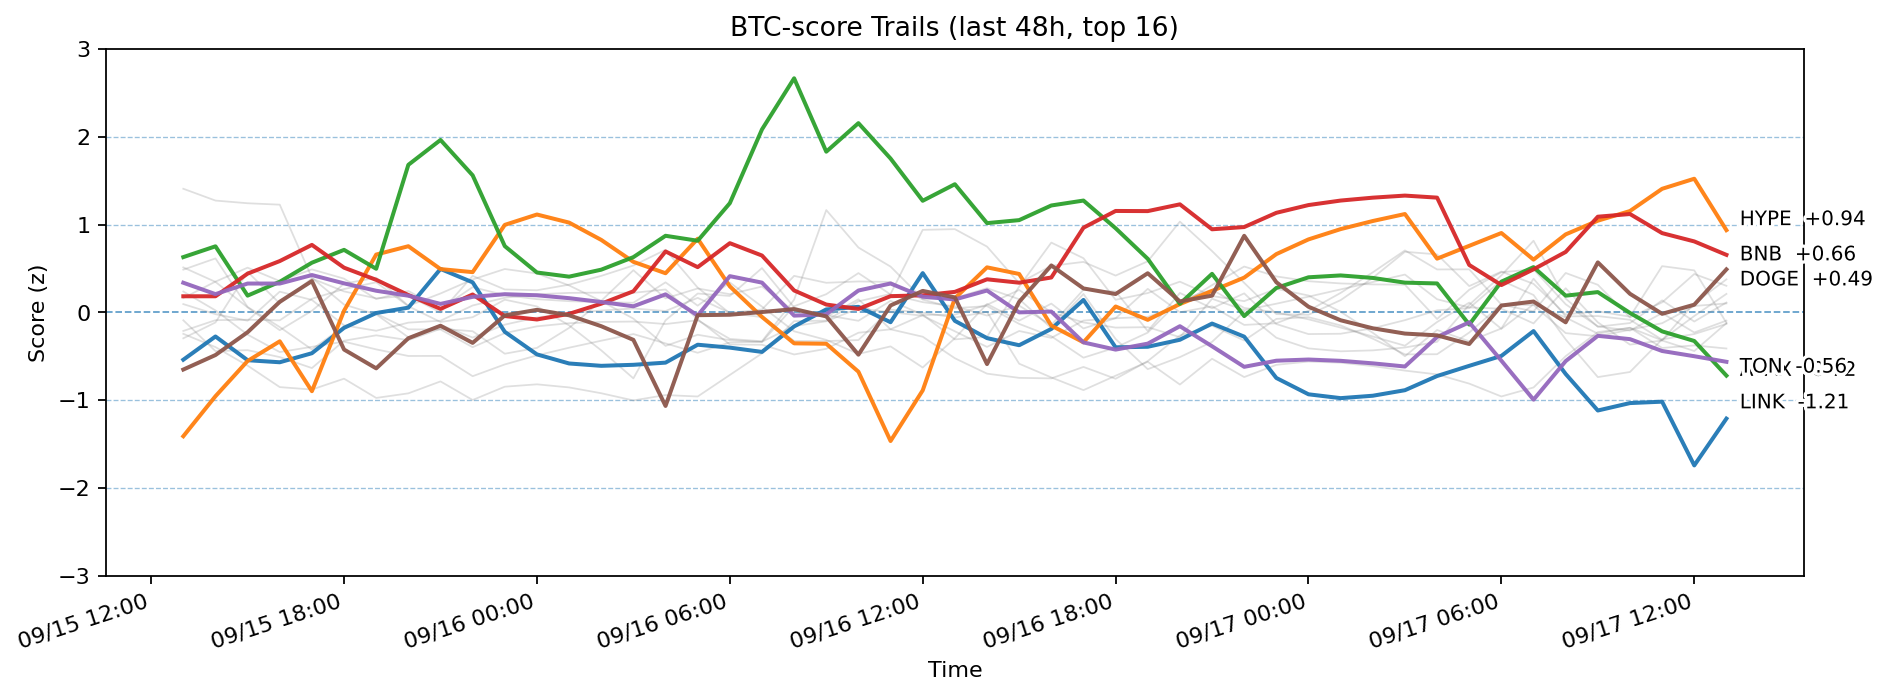 BTC-score Trails (last 48h, top 16)
3
2
1
0
−1
−2
−3
Score (z)
HYPE +0.94
BNB +0.66
DOGE +0.49
TON -0.56
LINK -1.21
09/15 12:00
09/15 18:00
09/16 00:00
09/16 06:00
09/16 12:00
09/16 18:00
09/17 00:00
09/17 06:00
09/17 12:00
Time